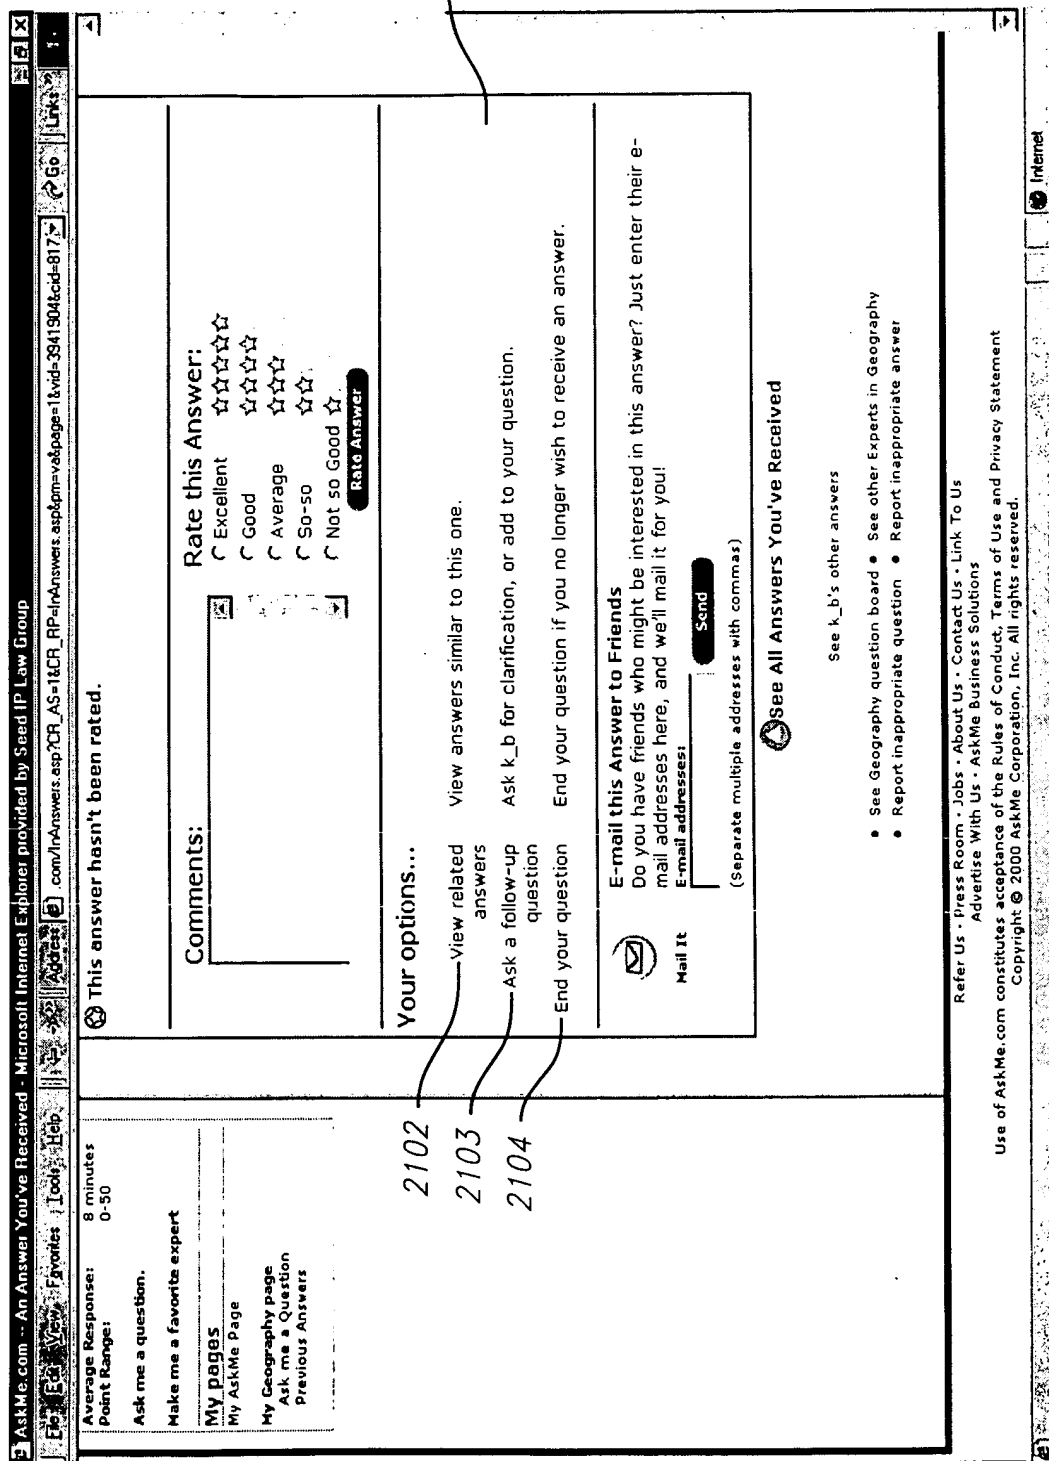 AskMe.com -- An Answer You've Received - Microsoft Internet Explorer provided by Seed IP Law Group
File Edit View Favorites Tools Help Address .com/InAnswers.asp?CR_AS=1&CR_RP=InAnswers.asp&pm=va&page=1&vid=3941904&cid=817 Go Links »
Average Response: 8 minutes
Point Range: 0-50
Ask me a question.
Make me a favorite expert
My pages
My AskMe Page
My Geography page
Ask me a Question
Previous Answers
This answer hasn't been rated.
Comments:
Rate this Answer:
Excellent ☆☆☆☆☆
Good ☆☆☆☆
Average ☆☆☆
So-so ☆☆
Not so Good ☆
Rate Answer
Your options...
2102 View related answers View answers similar to this one.
2103 Ask a follow-up question Ask k_b for clarification, or add to your question.
2104 End your question End your question if you no longer wish to receive an answer.
Mail It
E-mail this Answer to Friends
Do you have friends who might be interested in this answer? Just enter their e-
mail addresses here, and we'll mail it for you!
E-mail addresses:
Send
(Separate multiple addresses with commas)
See All Answers You've Received
See k_b's other answers
• See Geography question board • See other Experts in Geography
• Report inappropriate question • Report inappropriate answer
Refer Us · Press Room · Jobs · About Us · Contact Us · Link To Us
Advertise With Us · AskMe Business Solutions
Use of AskMe.com constitutes acceptance of the Rules of Conduct, Terms of Use and Privacy Statement
Copyright © 2000 AskMe Corporation, Inc. All rights reserved.
Internet